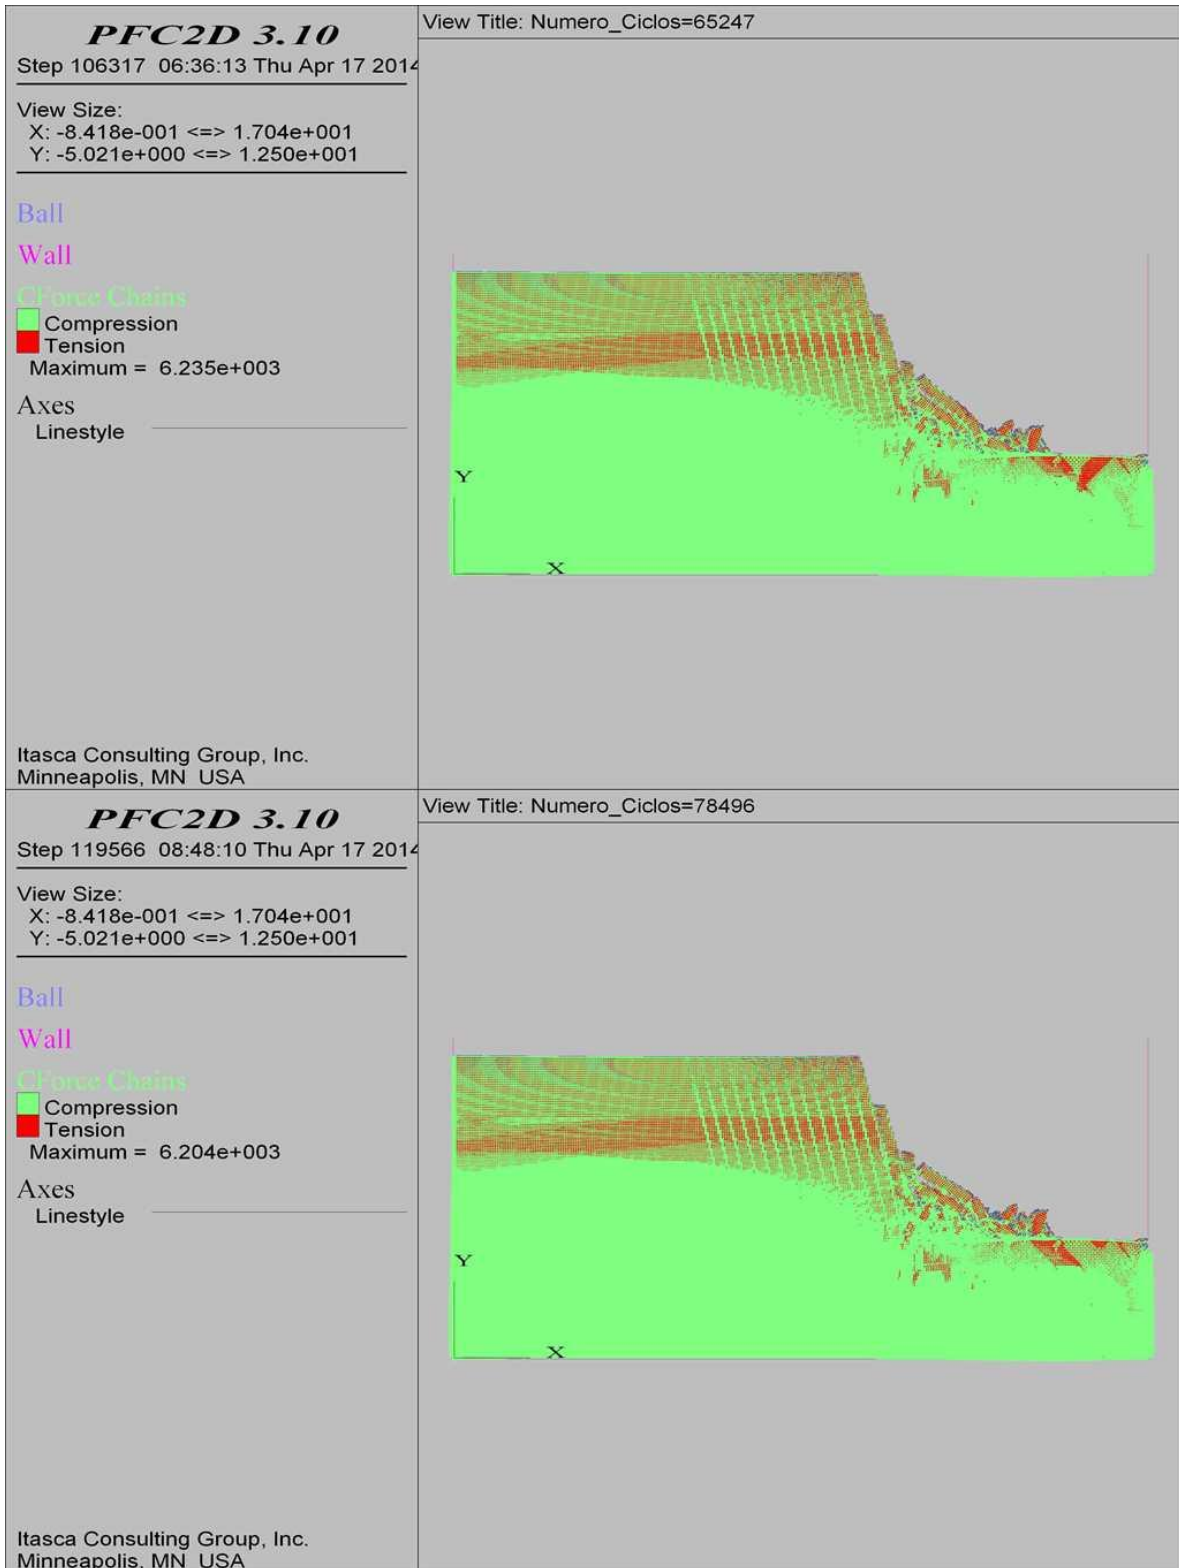 PFC2D 3.10
Step 106317 06:36:13 Thu Apr 17 2014
View Size:
X: -8.418e-001 <=> 1.704e+001
Y: -5.021e+000 <=> 1.250e+001
Ball
Wall
CForce Chains
Compression
Tension
Maximum = 6.235e+003
Axes
Linestyle
Itasca Consulting Group, Inc.
Minneapolis, MN USA
View Title: Numero_Ciclos=65247
Y
X
PFC2D 3.10
Step 119566 08:48:10 Thu Apr 17 2014
View Size:
X: -8.418e-001 <=> 1.704e+001
Y: -5.021e+000 <=> 1.250e+001
Ball
Wall
CForce Chains
Compression
Tension
Maximum = 6.204e+003
Axes
Linestyle
Itasca Consulting Group, Inc.
Minneapolis, MN USA
View Title: Numero_Ciclos=78496
Y
X